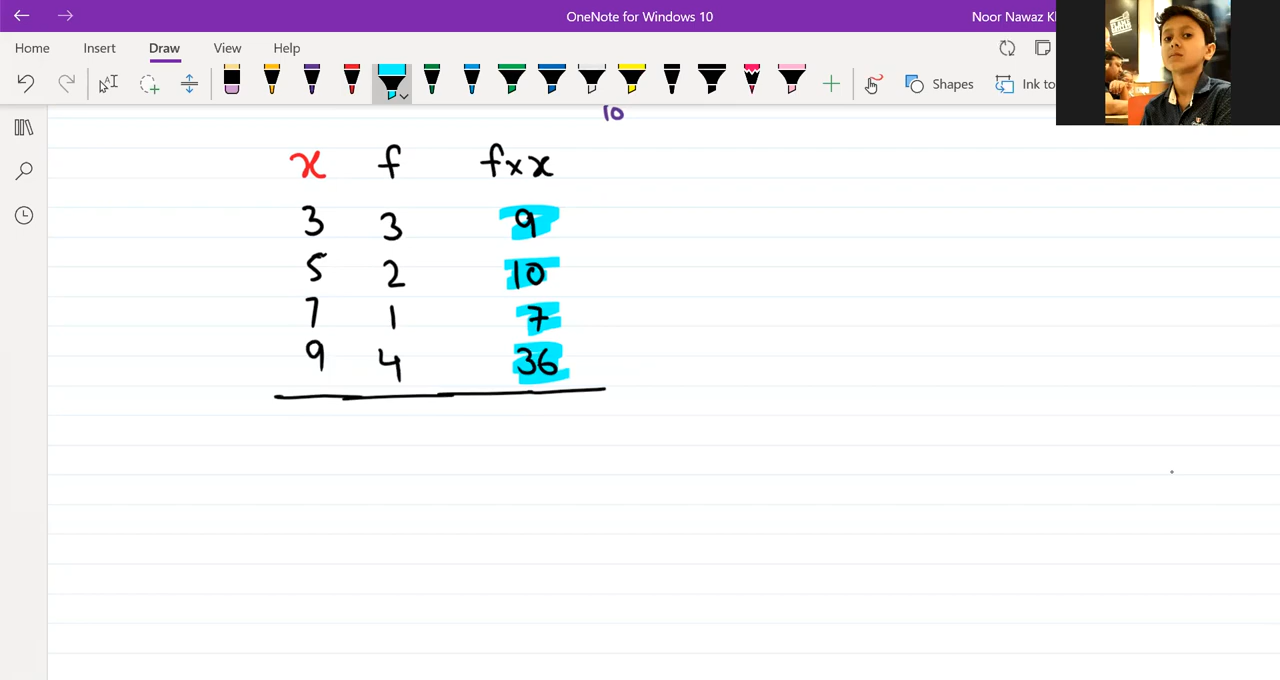 OneNote for Windows 10
Noor Nawaz Kl
Home Insert Draw View Help
Shapes
Ink to
10
x f f×x
3 3 9
5 2 10
7 1 7
9 4 36